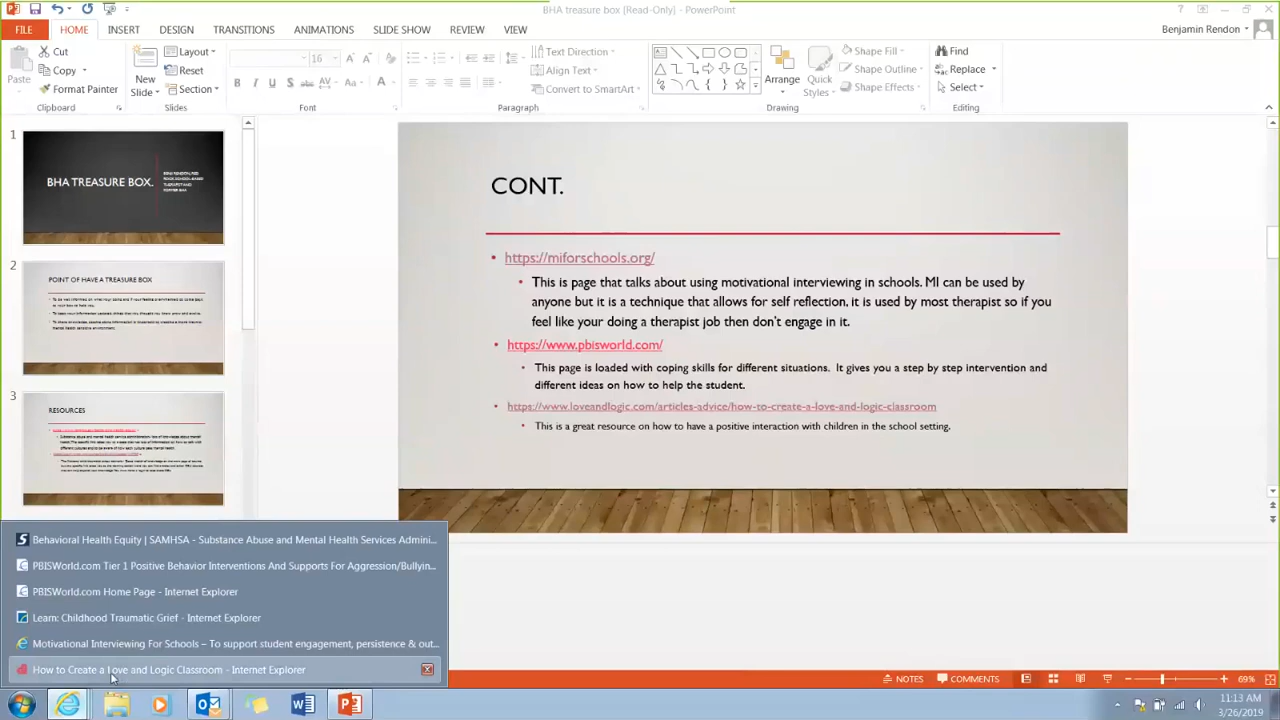 BHA treasure box [Read-Only] - PowerPoint
FILE HOME INSERT DESIGN TRANSITIONS ANIMATIONS SLIDE SHOW REVIEW VIEW Benjamin Rendon
Paste Cut Copy Format Painter
Clipboard
New Slide Layout Reset Section
Slides
16
Font
Text Direction Align Text Convert to SmartArt
Paragraph
Arrange Quick Styles Shape Fill Shape Outline Shape Effects
Drawing
Find Replace Select
Editing
1
BHA TREASURE BOX.
2
POINT OF HAVE A TREASURE BOX
3
RESOURCES
CONT.
• https://miforschools.org/
• This is page that talks about using motivational interviewing in schools. MI can be used by
anyone but it is a technique that allows for self reflection, it is used by most therapist so if you
feel like your doing a therapist job then don't engage in it.
• https://www.pbisworld.com/
• This page is loaded with coping skills for different situations. It gives you a step by step intervention and
different ideas on how to help the student.
• https://www.loveandlogic.com/articles-advice/how-to-create-a-love-and-logic-classroom
• This is a great resource on how to have a positive interaction with children in the school setting.
Behavioral Health Equity | SAMHSA - Substance Abuse and Mental Health Services Admini...
PBISWorld.com Tier 1 Positive Behavior Interventions And Supports For Aggression/Bullyin...
PBISWorld.com Home Page - Internet Explorer
Learn: Childhood Traumatic Grief - Internet Explorer
Motivational Interviewing For Schools – To support student engagement, persistence & out...
How to Create a Love and Logic Classroom - Internet Explorer
NOTES COMMENTS 69%
11:13 AM
3/26/2019